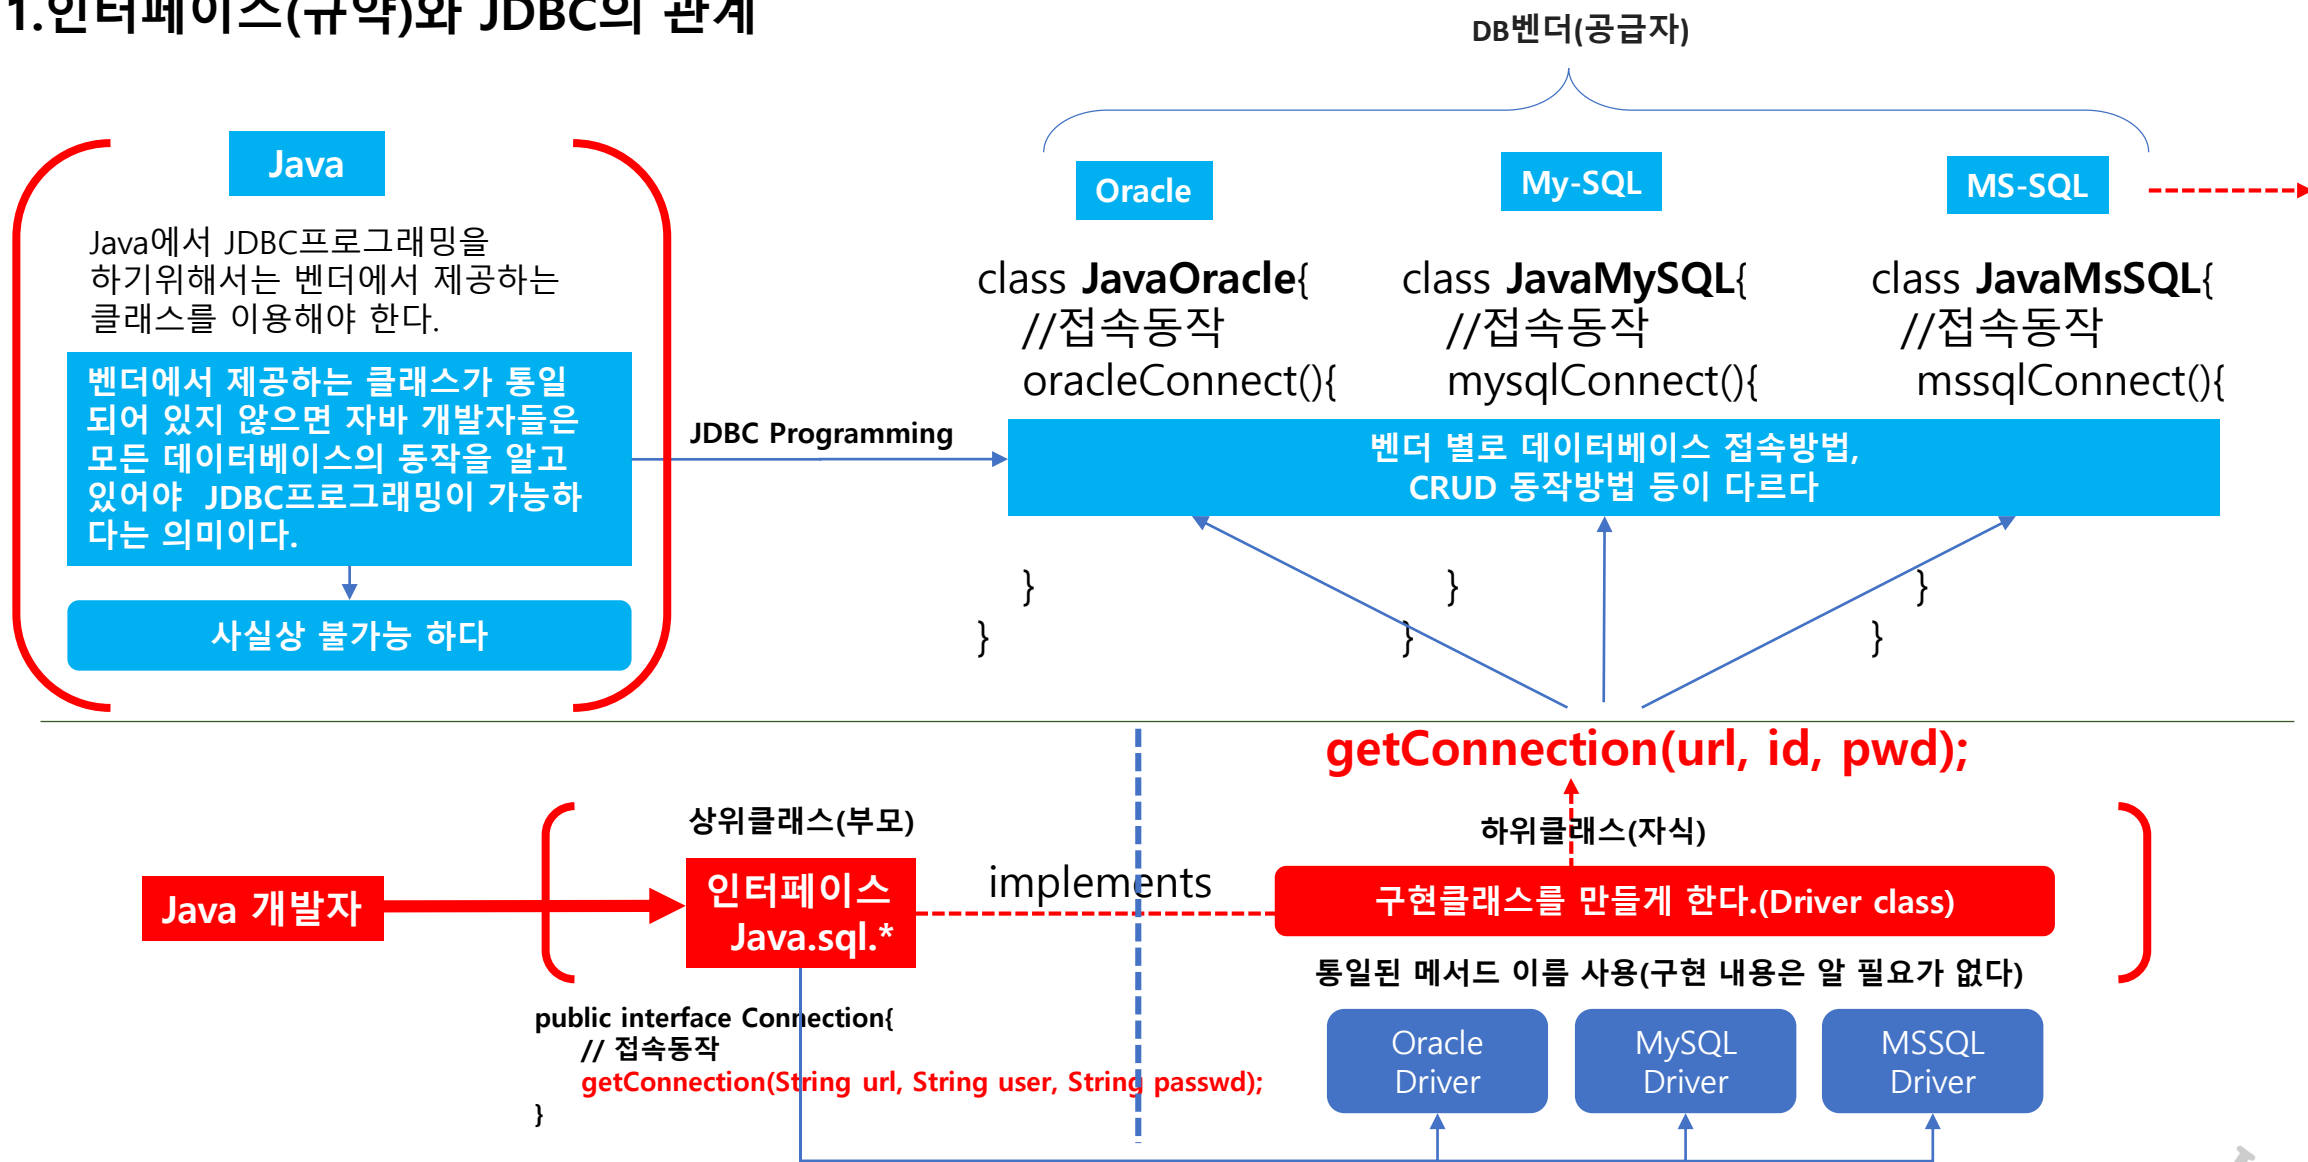 1.인터페이스(규약)와 JDBC의 관계
DB벤더(공급자)
Java
Oracle
My-SQL
MS-SQL
Java에서 JDBC프로그래밍을
하기위해서는 벤더에서 제공하는
클래스를 이용해야 한다.
벤더에서 제공하는 클래스가 통일
되어 있지 않으면 자바 개발자들은
모든 데이터베이스의 동작을 알고
있어야 JDBC프로그래밍이 가능하
다는 의미이다.
사실상 불가능 하다
JDBC Programming
class JavaOracle{
//접속동작
oracleConnect(){
}
}
class JavaMySQL{
//접속동작
mysqlConnect(){
}
}
class JavaMsSQL{
//접속동작
mssqlConnect(){
}
}
벤더 별로 데이터베이스 접속방법,
CRUD 동작방법 등이 다르다
getConnection(url, id, pwd);
상위클래스(부모)
하위클래스(자식)
Java 개발자
인터페이스
Java.sql.*
implements
구현클래스를 만들게 한다.(Driver class)
통일된 메서드 이름 사용(구현 내용은 알 필요가 없다)
public interface Connection{
// 접속동작
getConnection(String url, String user, String passwd);
}
Oracle
Driver
MySQL
Driver
MSSQL
Driver